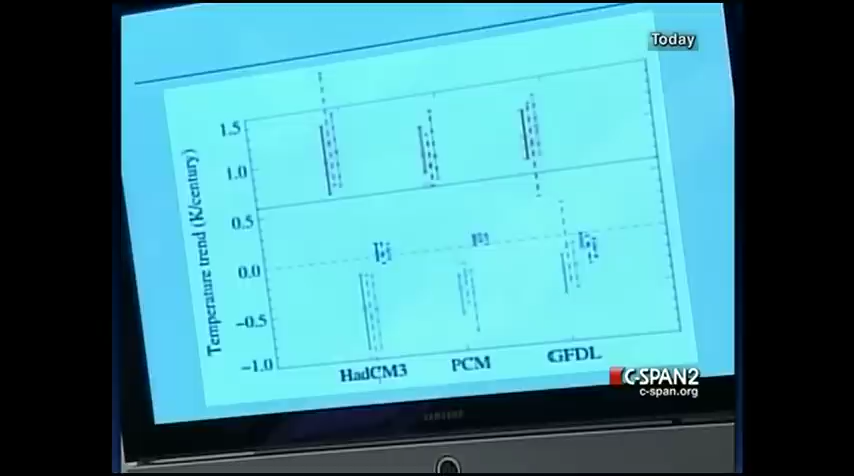 Today
1.5
1.0
0.5
0.0
-0.5
-1.0
Temperature trend (K/century)
HadCM3 PCM GFDL
SAMSUNG
C-SPAN2
c-span.org